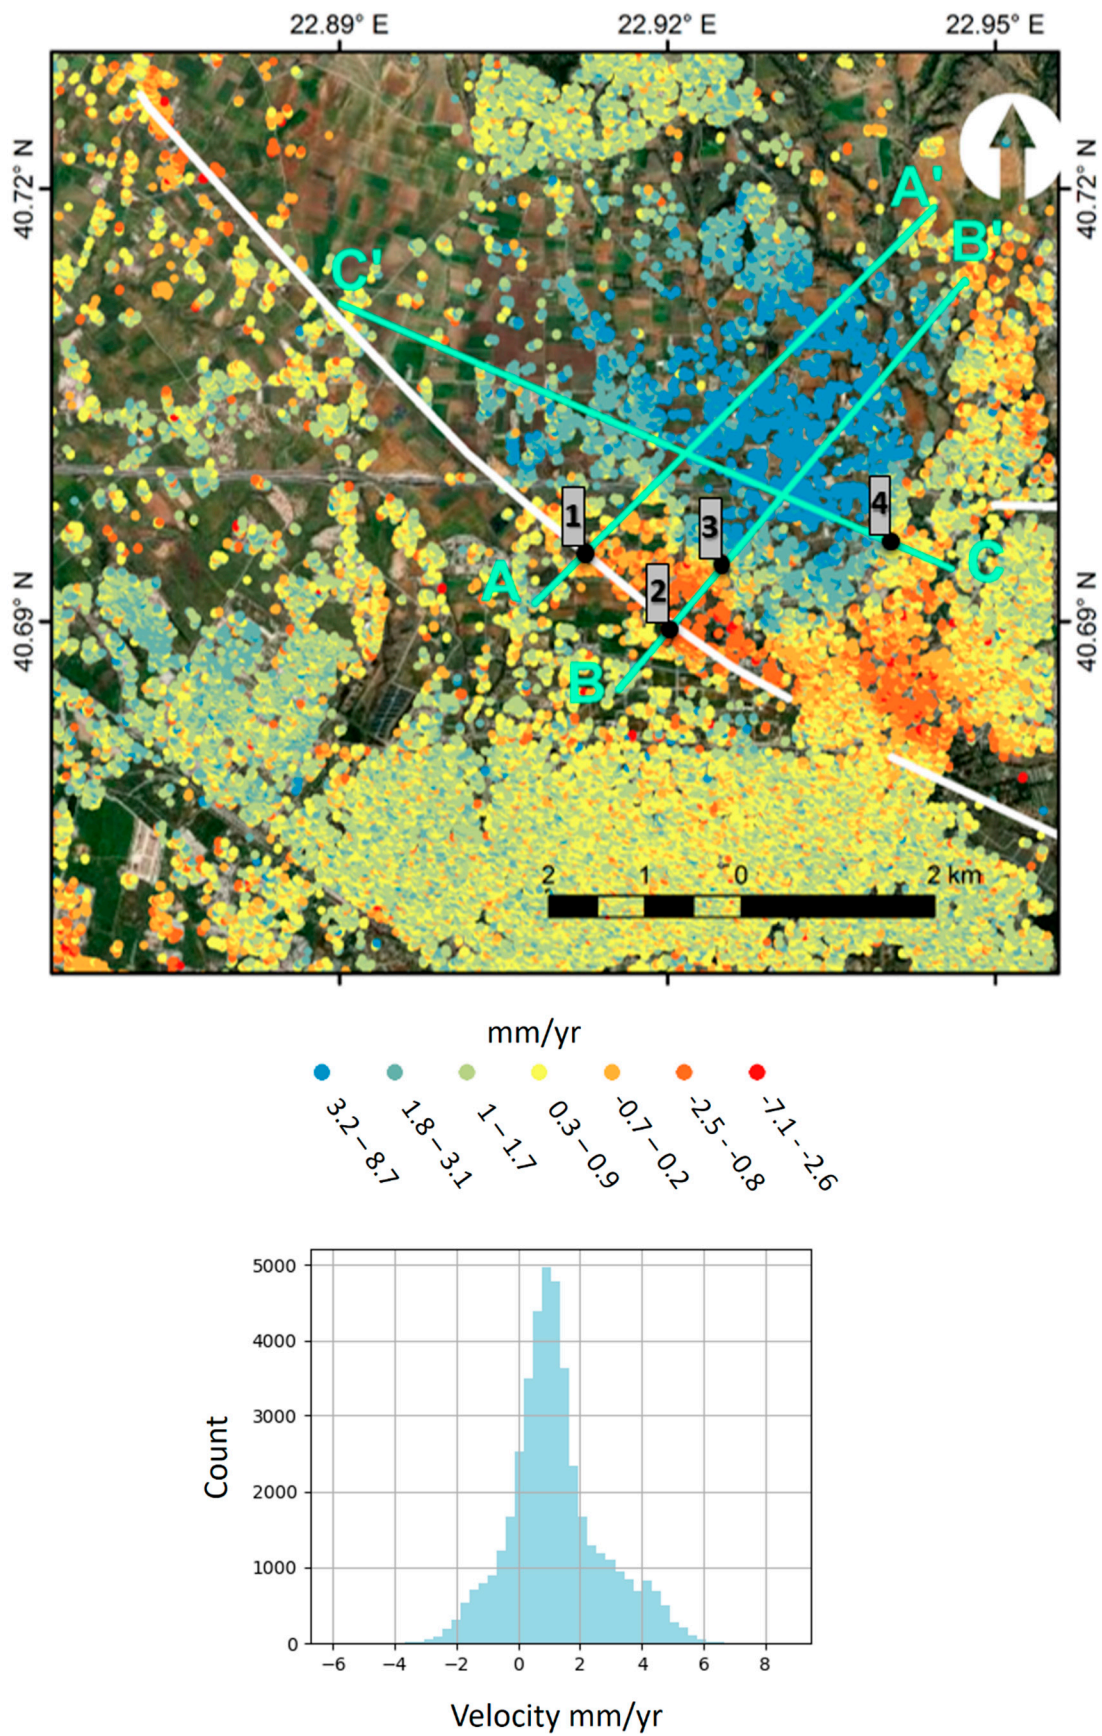 22.89° E 22.92° E 22.95° E
40.72° N 40.72° N
A'
B'
C'
1
4
3
A
C
2
40.69° N 40.69° N
B
2 1 0 2 km
mm/yr
3.2 – 8.7 1.8 – 3.1 1 – 1.7 0.3 – 0.9 -0.7 – 0.2 -2.5 - -0.8 -7.1 - -2.6
5000
4000
3000
Count
2000
1000
0
−6 −4 −2 0 2 4 6 8
Velocity mm/yr